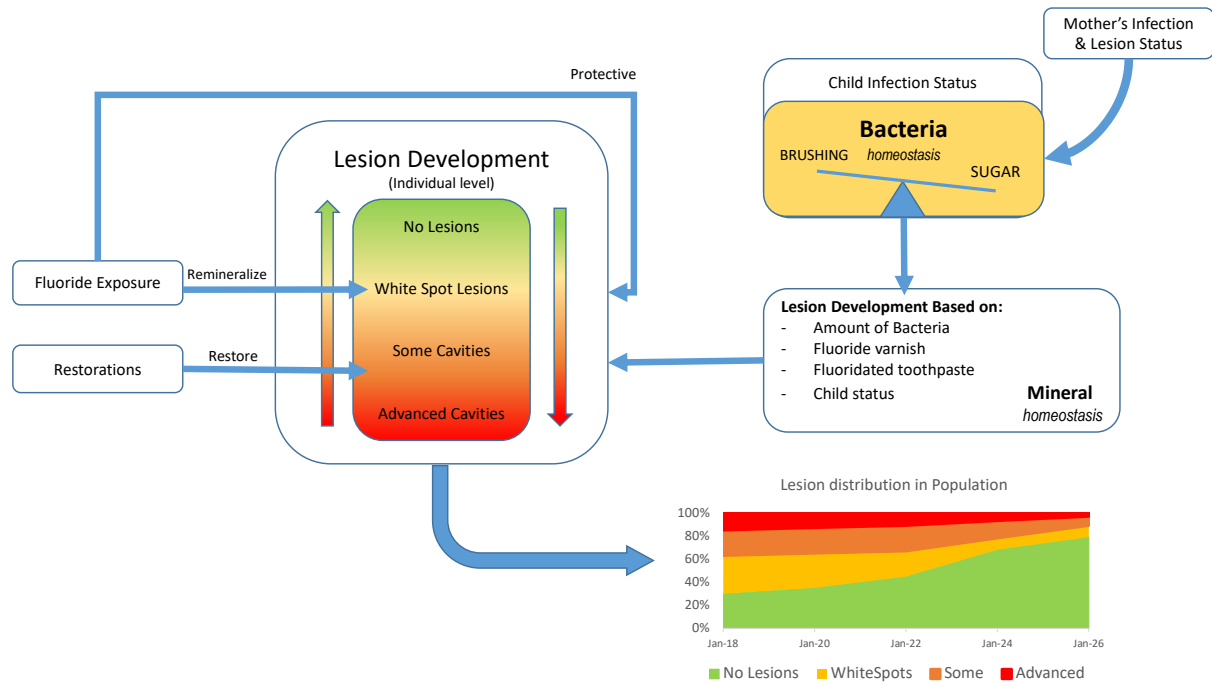 Mother's Infection
& Lesion Status
Protective
Child Infection Status
Bacteria
homeostasis
BRUSHING
SUGAR
Lesion Development
(Individual level)
No Lesions
White Spot Lesions
Some Cavities
Advanced Cavities
Fluoride Exposure
Remineralize
Restorations
Restore
Lesion Development Based on:
- Amount of Bacteria
- Fluoride varnish
- Fluoridated toothpaste
- Child status
Mineral
homeostasis
Lesion distribution in Population
100%
80%
60%
40%
20%
0%
Jan-18 Jan-20 Jan-22 Jan-24 Jan-26
No Lesions WhiteSpots Some Advanced